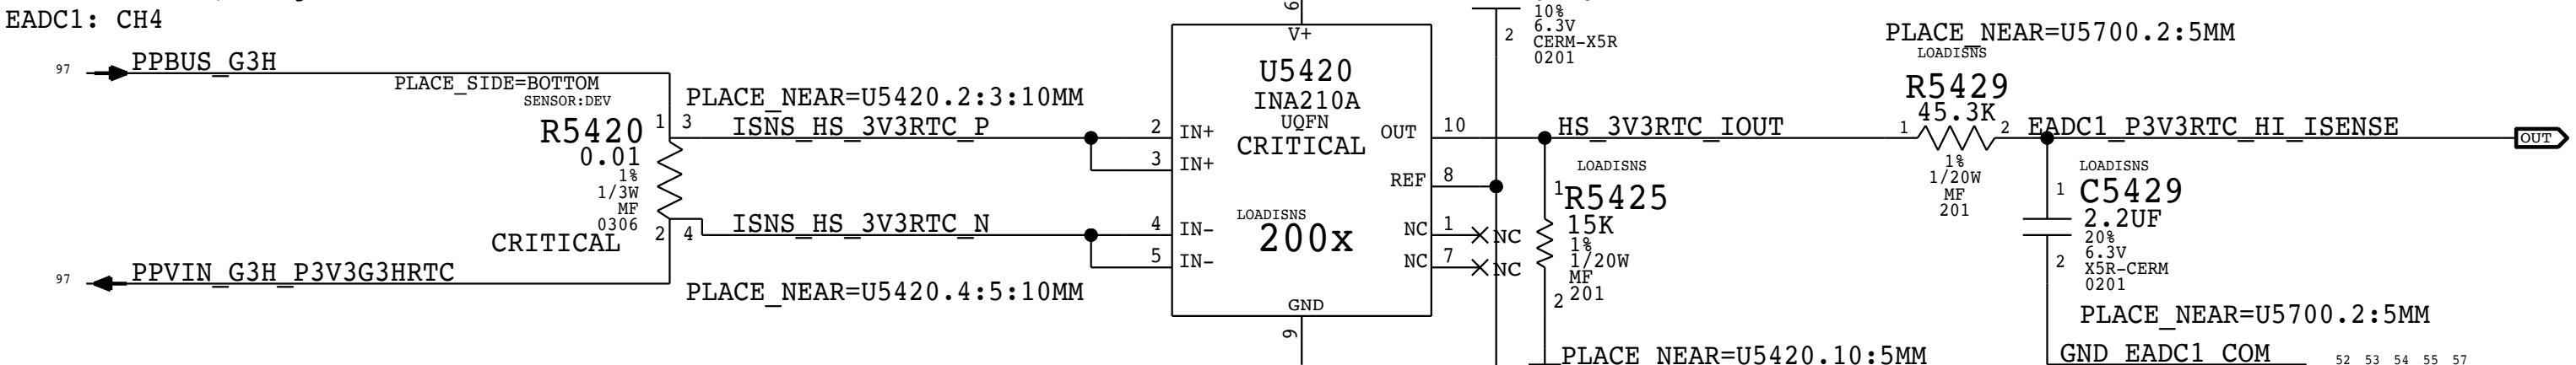 EADC1: CH4
97
PPBUS_G3H
PLACE_SIDE=BOTTOM
SENSOR:DEV
R5420
0.01
1%
1/3W
MF
0306
CRITICAL
1
3
2
4
97
PPVIN_G3H_P3V3G3HRTC
PLACE_NEAR=U5420.2:3:10MM
ISNS_HS_3V3RTC_P
ISNS_HS_3V3RTC_N
PLACE_NEAR=U5420.4:5:10MM
6
V+
U5420
INA210A
UQFN
CRITICAL
2
IN+
3
IN+
4
IN-
5
IN-
LOADISNS
200x
GND
9
OUT
10
REF
8
NC
1
NC
NC
7
NC
2
10%
6.3V
CERM-X5R
0201
HS_3V3RTC_IOUT
LOADISNS
1
R5425
15K
1%
1/20W
MF
201
2
PLACE_NEAR=U5420.10:5MM
PLACE_NEAR=U5700.2:5MM
LOADISNS
R5429
45.3K
1
2
1%
1/20W
MF
201
EADC1_P3V3RTC_HI_ISENSE
OUT
LOADISNS
1
C5429
2.2UF
20%
6.3V
2
X5R-CERM
0201
PLACE_NEAR=U5700.2:5MM
GND_EADC1_COM
52 53 54 55 57